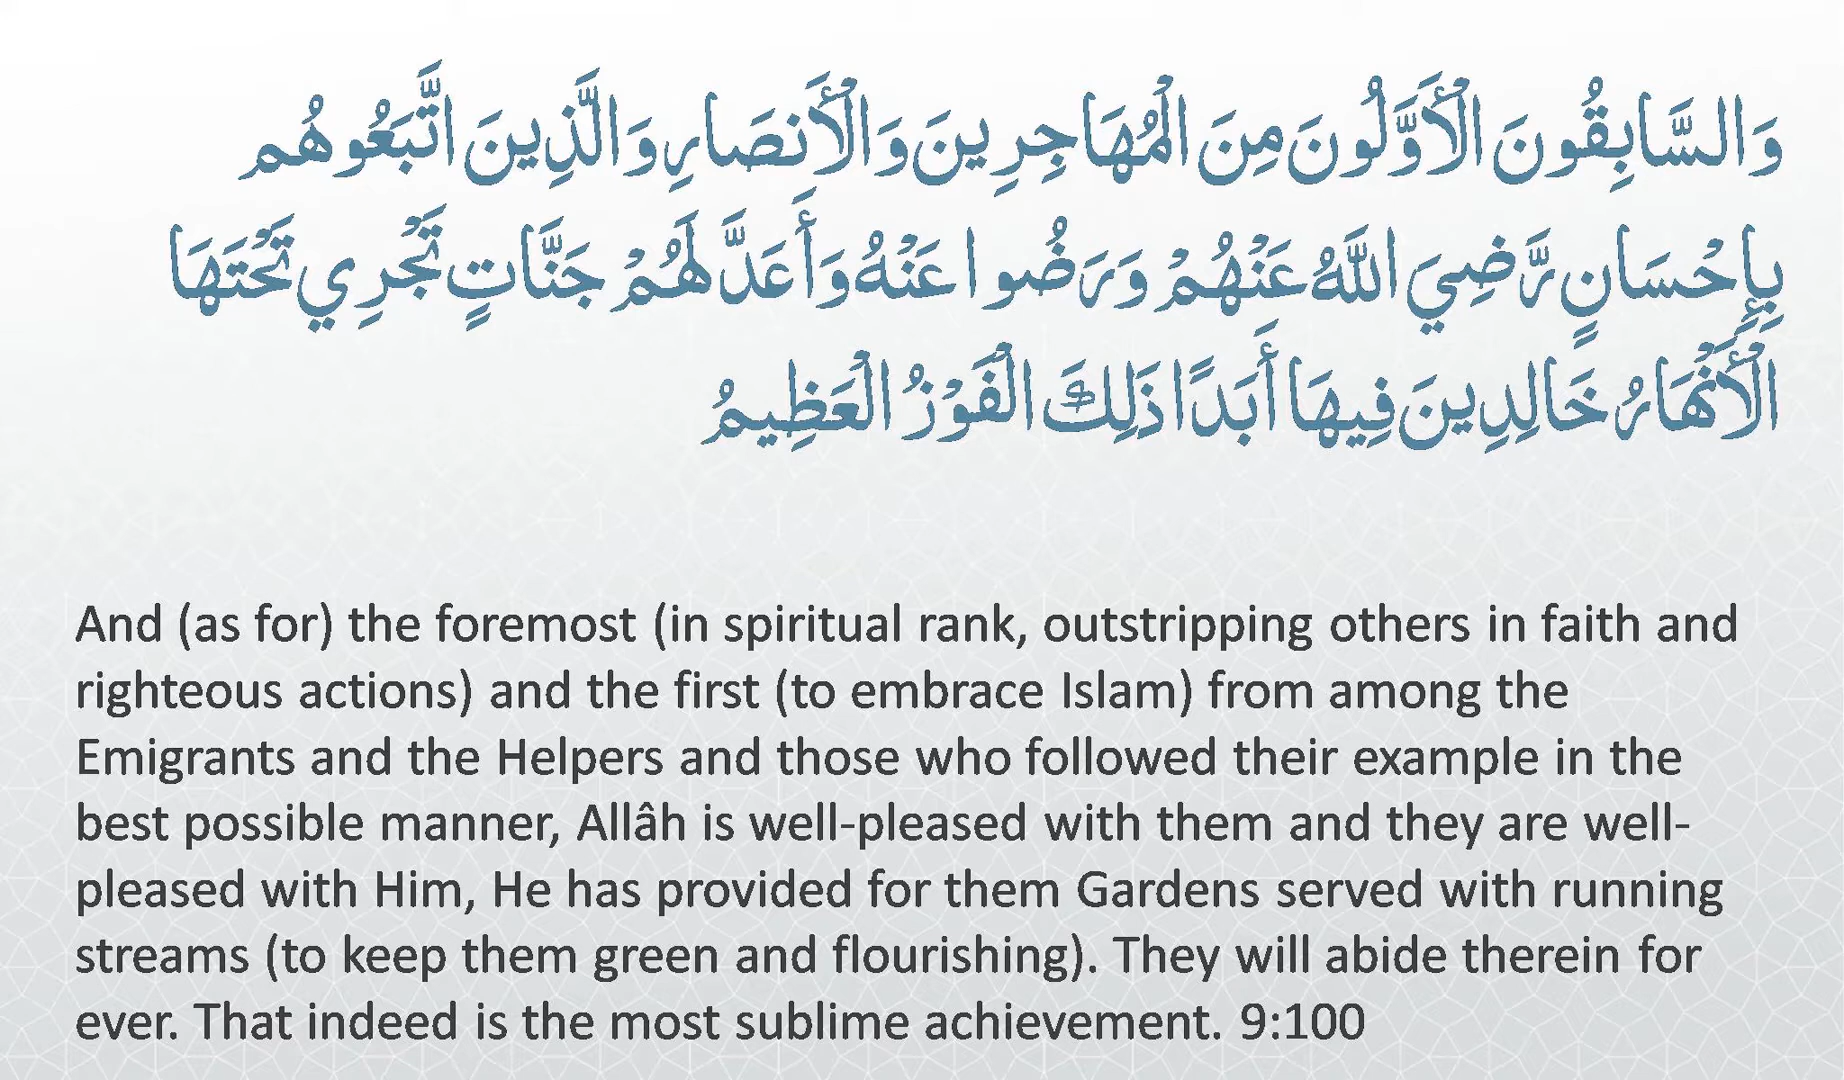 وَالسَّابِقُونَ الْأَوَّلُونَ مِنَ الْمُهَاجِرِينَ وَالْأَنصَارِ وَالَّذِينَ اتَّبَعُوهُم
بِإِحْسَانٍ رَّضِيَ اللَّهُ عَنْهُمْ وَرَضُوا عَنْهُ وَأَعَدَّ لَهُمْ جَنَّاتٍ تَجْرِي تَحْتَهَا
الْأَنْهَارُ خَالِدِينَ فِيهَا أَبَدًا ذَلِكَ الْفَوْزُ الْعَظِيمُ
And (as for) the foremost (in spiritual rank, outstripping others in faith and
righteous actions) and the first (to embrace Islam) from among the
Emigrants and the Helpers and those who followed their example in the
best possible manner, Allâh is well-pleased with them and they are well-
pleased with Him, He has provided for them Gardens served with running
streams (to keep them green and flourishing). They will abide therein for
ever. That indeed is the most sublime achievement. 9:100